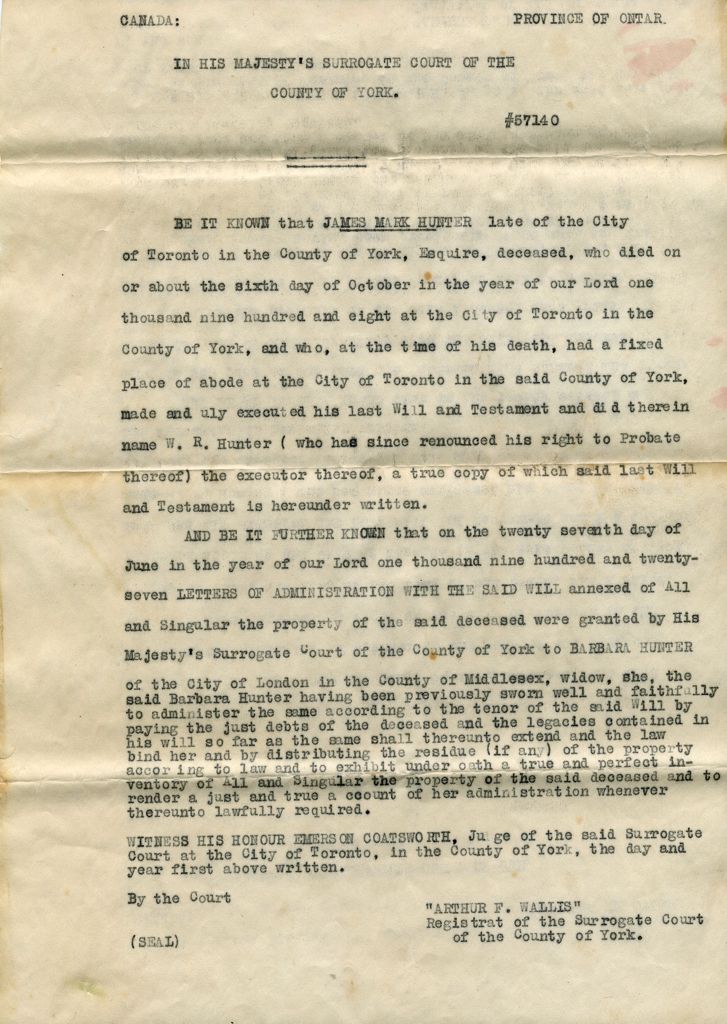 CANADA: PROVINCE OF ONTAR.
IN HIS MAJESTY'S SURROGATE COURT OF THE
COUNTY OF YORK.
#57140
BE IT KNOWN that JAMES MARK HUNTER late of the City
of Toronto in the County of York, Esquire, deceased, who died on
or about the sixth day of October in the year of our Lord one
thousand nine hundred and eight at the City of Toronto in the
County of York, and who, at the time of his death, had a fixed
place of abode at the City of Toronto in the said County of York,
made and uly executed his last Will and Testament and did therein
name W. R. Hunter ( who has since renounced his right to Probate
thereof) the executor thereof, a true copy of which said last Will
and Testament is hereunder written.
AND BE IT FURTHER KNOWN that on the twenty seventh day of
June in the year of our Lord one thousand nine hundred and twenty-
seven LETTERS OF ADMINISTRATION WITH THE SAID WILL annexed of All
and Singular the property of the said deceased were granted by His
Majesty's Surrogate Court of the County of York to BARBARA HUNTER
of the City of London in the County of Middlesex, widow, she, the
said Barbara Hunter having been previously sworn well and faithfully
to administer the same according to the tenor of the said Will by
paying the just debts of the deceased and the legacies contained in
his will so far as the same shall thereunto extend and the law
bind her and by distributing the residue (if any) of the property
accor ing to law and to exhibit under oath a true and perfect in-
ventory of All and Singular the property of the said deceased and to
render a just and true a ccount of her administration whenever
thereunto lawfully required.
WITNESS HIS HONOUR EMERSON COATSWORTH, Ju ge of the said Surrogate
Court at the City of Toronto, in the County of York, the day and
year first above written.
By the Court
"ARTHUR F. WALLIS"
Registrat of the Surrogate Court
of the County of York.
(SEAL)